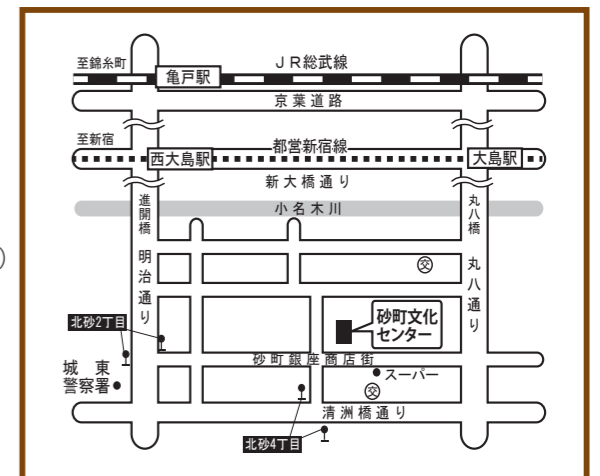 至錦糸町
JR総武線
亀戸駅
京葉道路
至新宿
都営新宿線
西大島駅
大島駅
新大橋通り
進開橋
小名木川
丸八橋
明治通り
交
丸八通り
砂町文化
センター
北砂2丁目
砂町銀座商店街
城東
警察署
スーパー
交
清洲橋通り
北砂4丁目
)